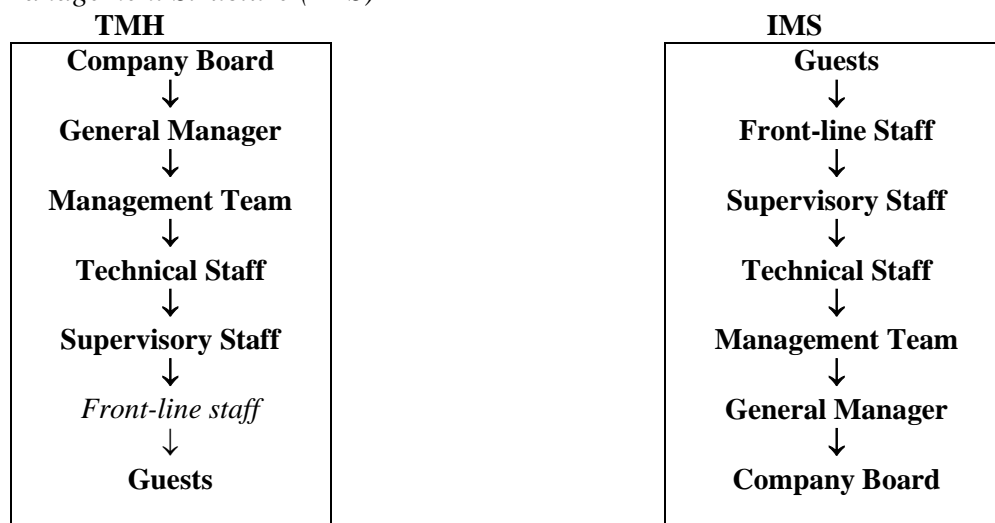 TMH
Company Board
↓
General Manager
↓
Management Team
↓
Technical Staff
↓
Supervisory Staff
↓
Front-line staff
↓
Guests
IMS
Guests
↓
Front-line Staff
↓
Supervisory Staff
↓
Technical Staff
↓
Management Team
↓
General Manager
↓
Company Board